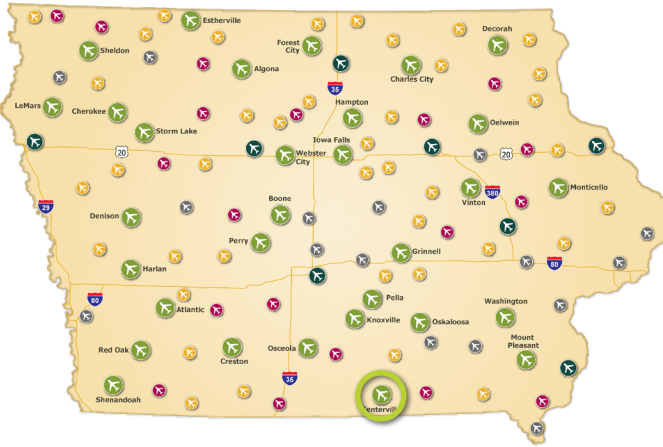 Estherville
Decorah
Forest
City
Sheldon
Algona
Charles City
35
LeMars
Cherokee
Hampton
Storm Lake
Oelwein
Iowa Falls
20
Webster
City
20
Monticello
Vinton
380
29
Boone
Denison
Perry
Grinnell
Harlan
80
80
Pella
Washington
Atlantic
Knoxville
Oskaloosa
Mount
Pleasant
Red Oak
Creston
Osceola
35
Shenandoah